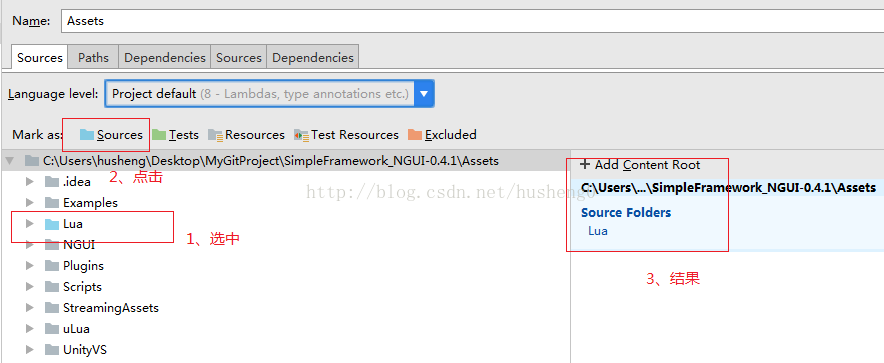 Name: Assets
Sources Paths Dependencies Sources Dependencies
Language level: Project default (8 - Lambdas, type annotations etc.)
Mark as: Sources Tests Resources Test Resources Excluded
C:\Users\husheng\Desktop\MyGitProject\SimpleFramework_NGUI-0.4.1\Assets
2、点击
.idea
Examples
Lua
1、选中
NGUI
Plugins
Scripts
StreamingAssets
uLua
UnityVS
+ Add Content Root
C:\Users\...\SimpleFramework_NGUI-0.4.1\Assets
Source Folders
Lua
3、结果
http://blog.csdn.net/husheng0